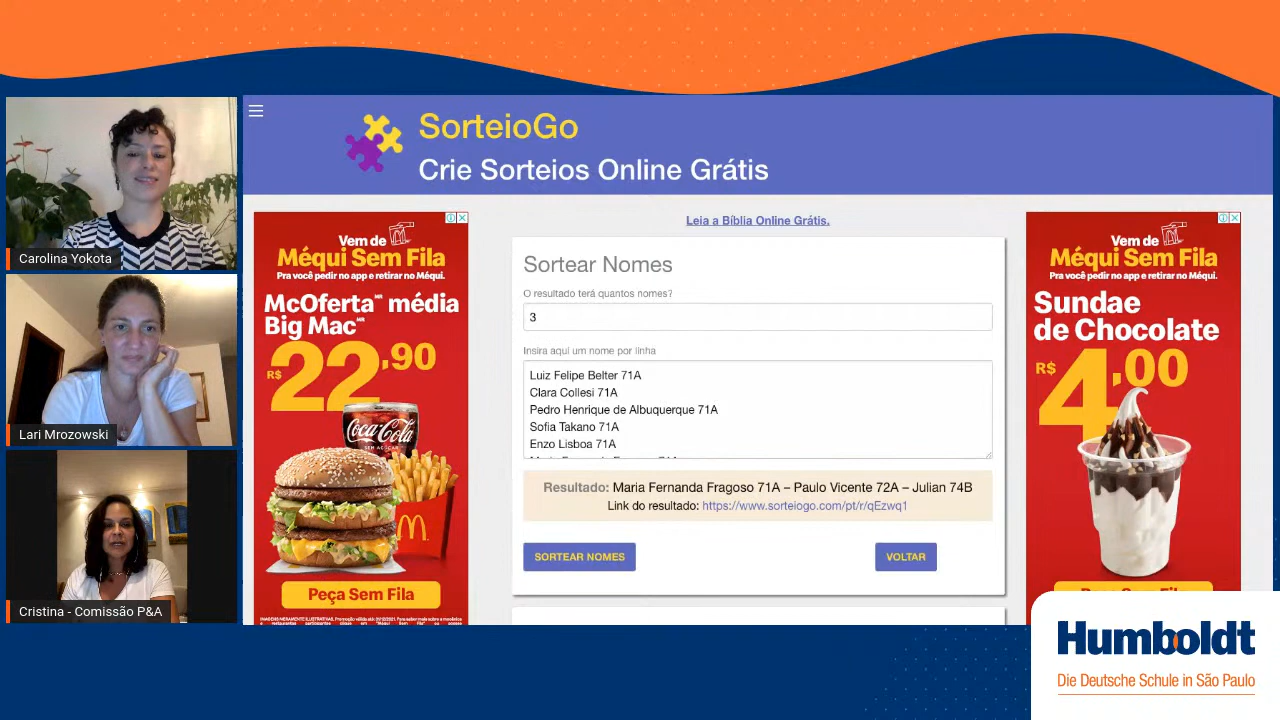 SorteioGo
Crie Sorteios Online Grátis
Carolina Yokota
Lari Mrozowski
Cristina - Comissão P&A
Vem de
Méqui Sem Fila
Pra você pedir no app e retirar no Méqui.
McOferta média
Big Mac
R$ 22,90
Coca-Cola
SEM AÇÚCAR
Peça Sem Fila
Leia a Bíblia Online Grátis.
Sortear Nomes
O resultado terá quantos nomes?
3
Insira aqui um nome por linha
Luiz Felipe Belter 71A
Clara Collesi 71A
Pedro Henrique de Albuquerque 71A
Sofia Takano 71A
Enzo Lisboa 71A
Resultado: Maria Fernanda Fragoso 71A – Paulo Vicente 72A – Julian 74B
Link do resultado: https://www.sorteiogo.com/pt/r/qEzwq1
SORTEAR NOMES
VOLTAR
Vem de
Méqui Sem Fila
Pra você pedir no app e retirar no Méqui.
Sundae
de Chocolate
R$ 4,00
Humboldt
Die Deutsche Schule in São Paulo